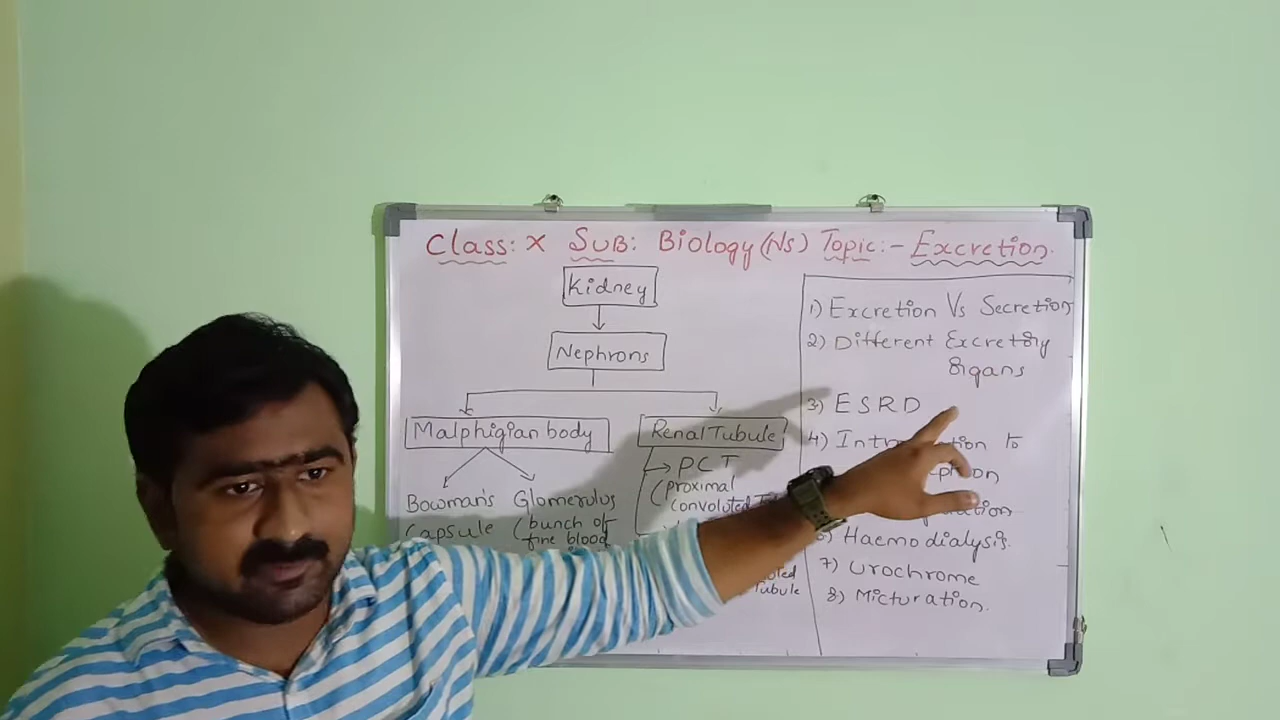 Class: X SUB: Biology (Ns) Topic:- Excretion.
Kidney
Nephrons
Malphigian body
Renal Tubule
Bowman's
Capsule
Glomerulus
(bunch of
fine blood
PCT
(proximal
convoluted
Tubule
1) Excretion Vs Secretion
2) Different Excretory
Organs
3) ESRD
4) to
6) Haemodialysis.
7) Urochrome
8) Micturation.